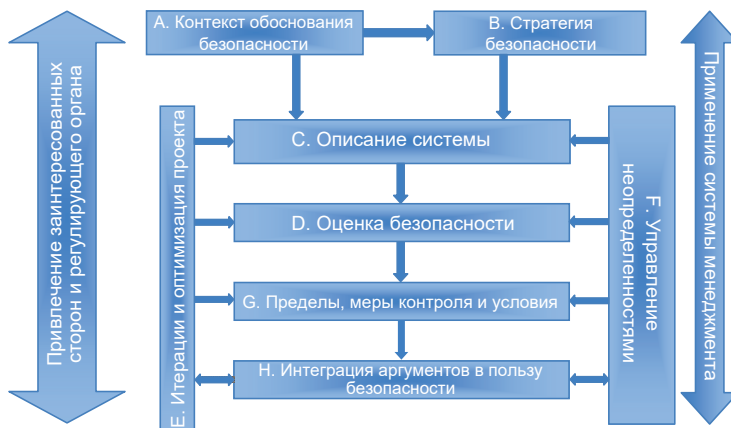 A. Контекст обоснования
безопасности
B. Стратегия
безопасности
Привлечение заинтересованных
сторон и регулирующего органа
E. Итерации и оптимизация проекта
C. Описание системы
D. Оценка безопасности
G. Пределы, меры контроля и условия
H. Интеграция аргументов в пользу
безопасности
F. Управление
неопределенностями
Применение системы менеджмента